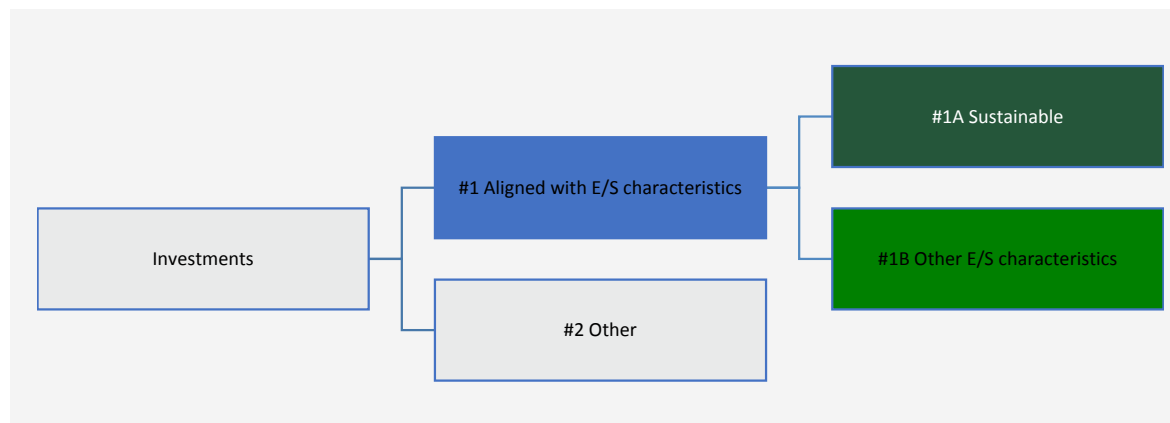 Investments
#1 Aligned with E/S characteristics
#2 Other
#1A Sustainable
#1B Other E/S characteristics